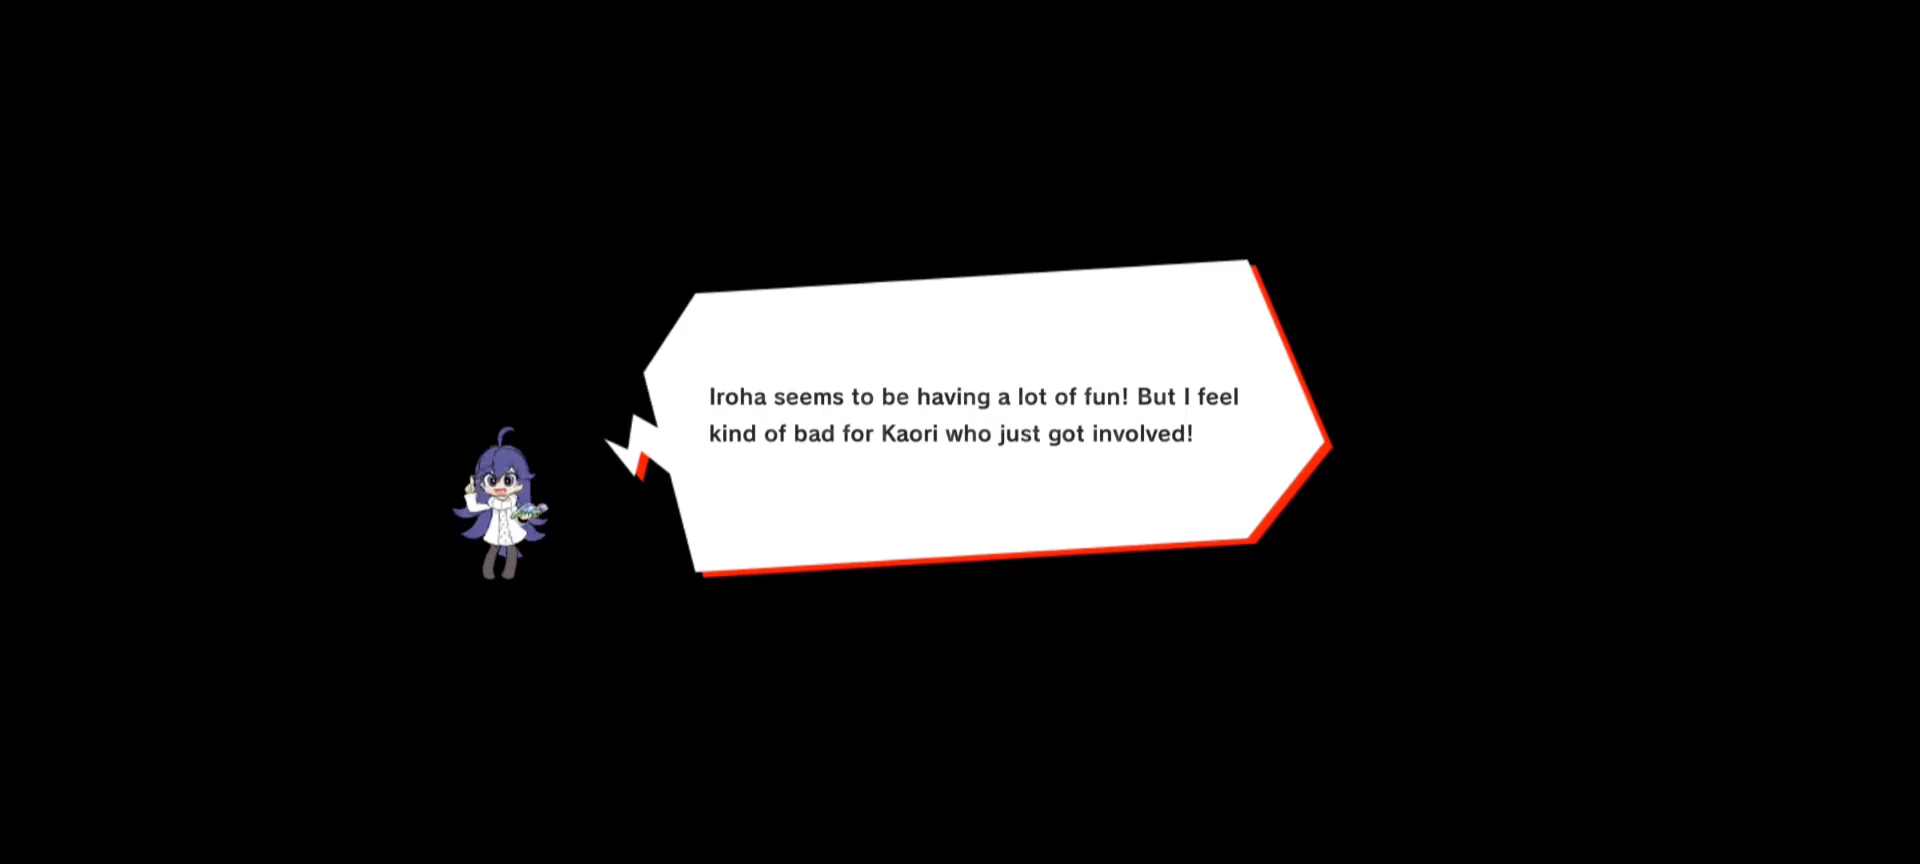 Iroha seems to be having a lot of fun! But I feel
kind of bad for Kaori who just got involved!